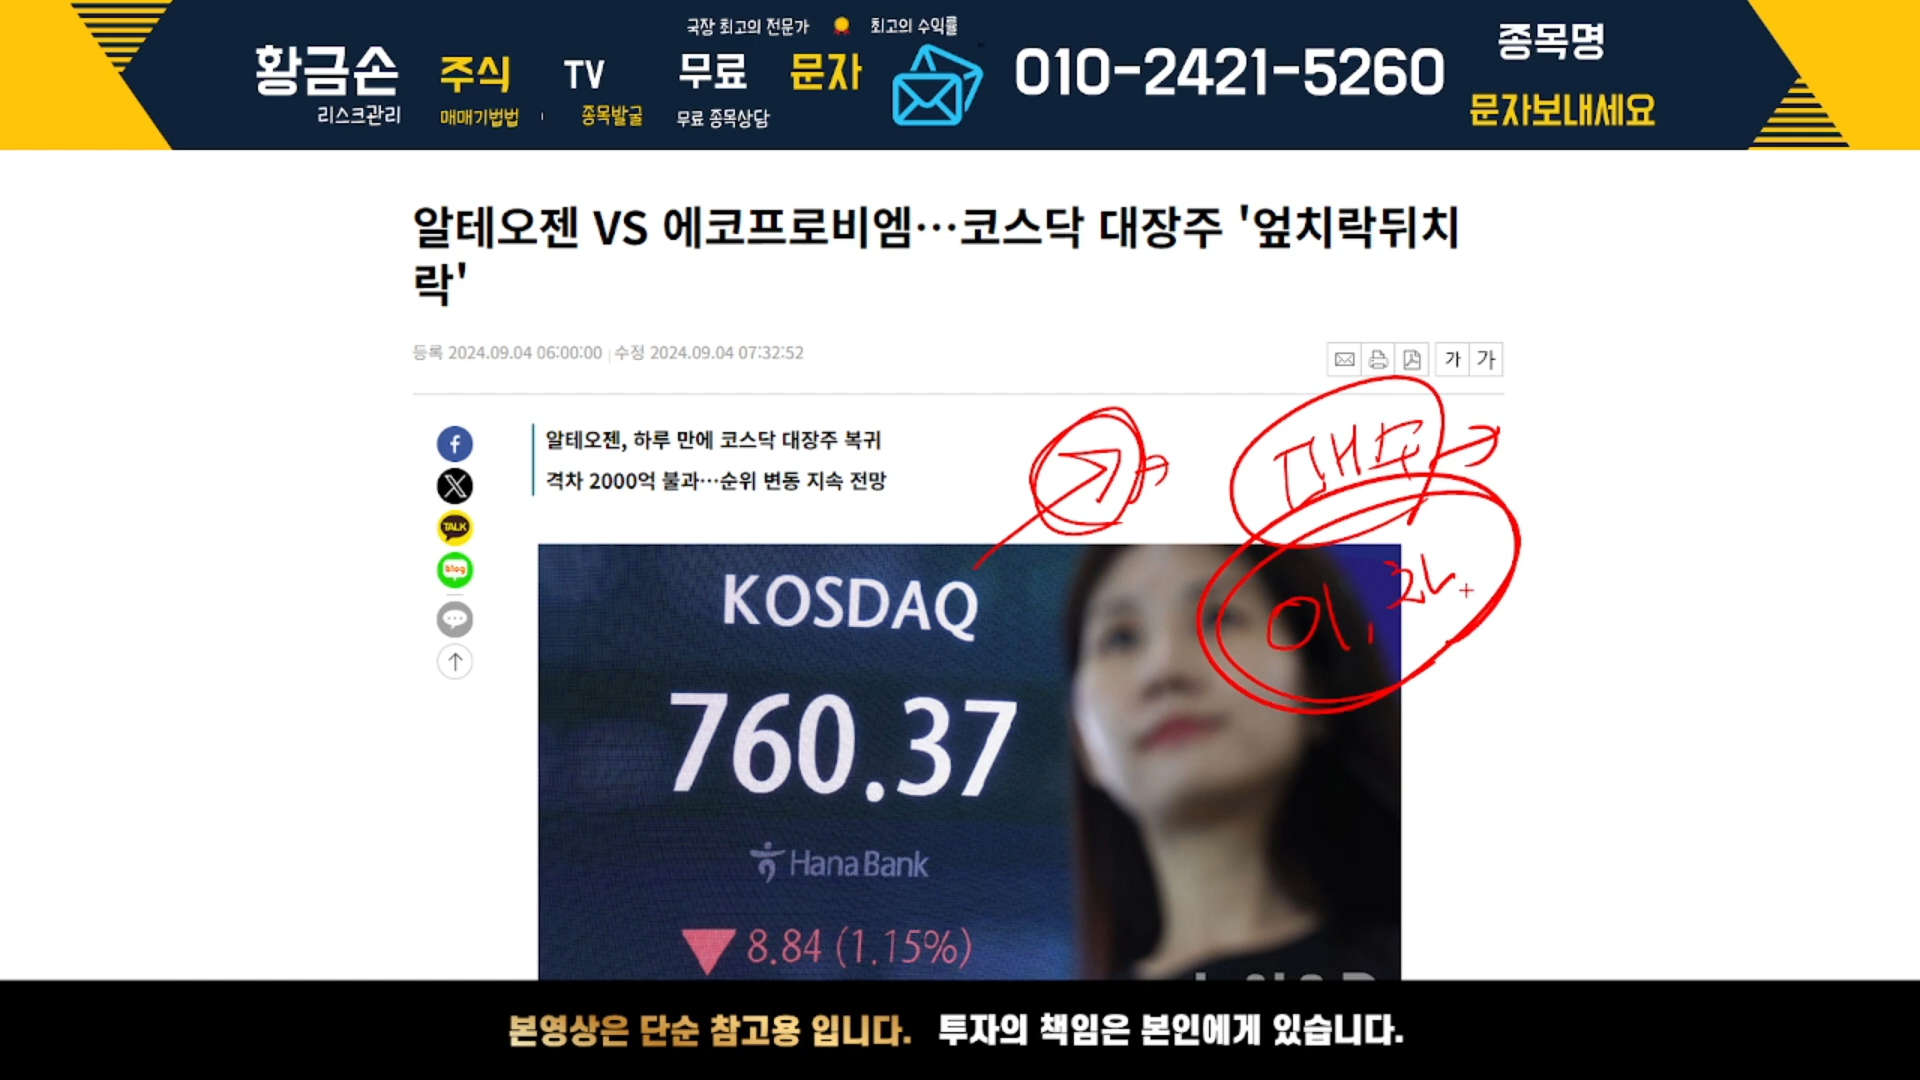 국장 최고의 전문가 최고의 수익률
황금손 주식 TV 무료 문자 010-2421-5260 종목명
리스크관리 매매기법법 종목발굴 무료 종목상담 문자보내세요
알테오젠 VS 에코프로비엠…코스닥 대장주 '엎치락뒤치
락'
등록 2024.09.04 06:00:00 수정 2024.09.04 07:32:52
가 가
알테오젠, 하루 만에 코스닥 대장주 복귀
격차 2000억 불과…순위 변동 지속 전망
f
X
TALK
blog
매수
KOSDAQ
760.37
Hana Bank
▼ 8.84 (1.15%)
본영상은 단순 참고용 입니다. 투자의 책임은 본인에게 있습니다.